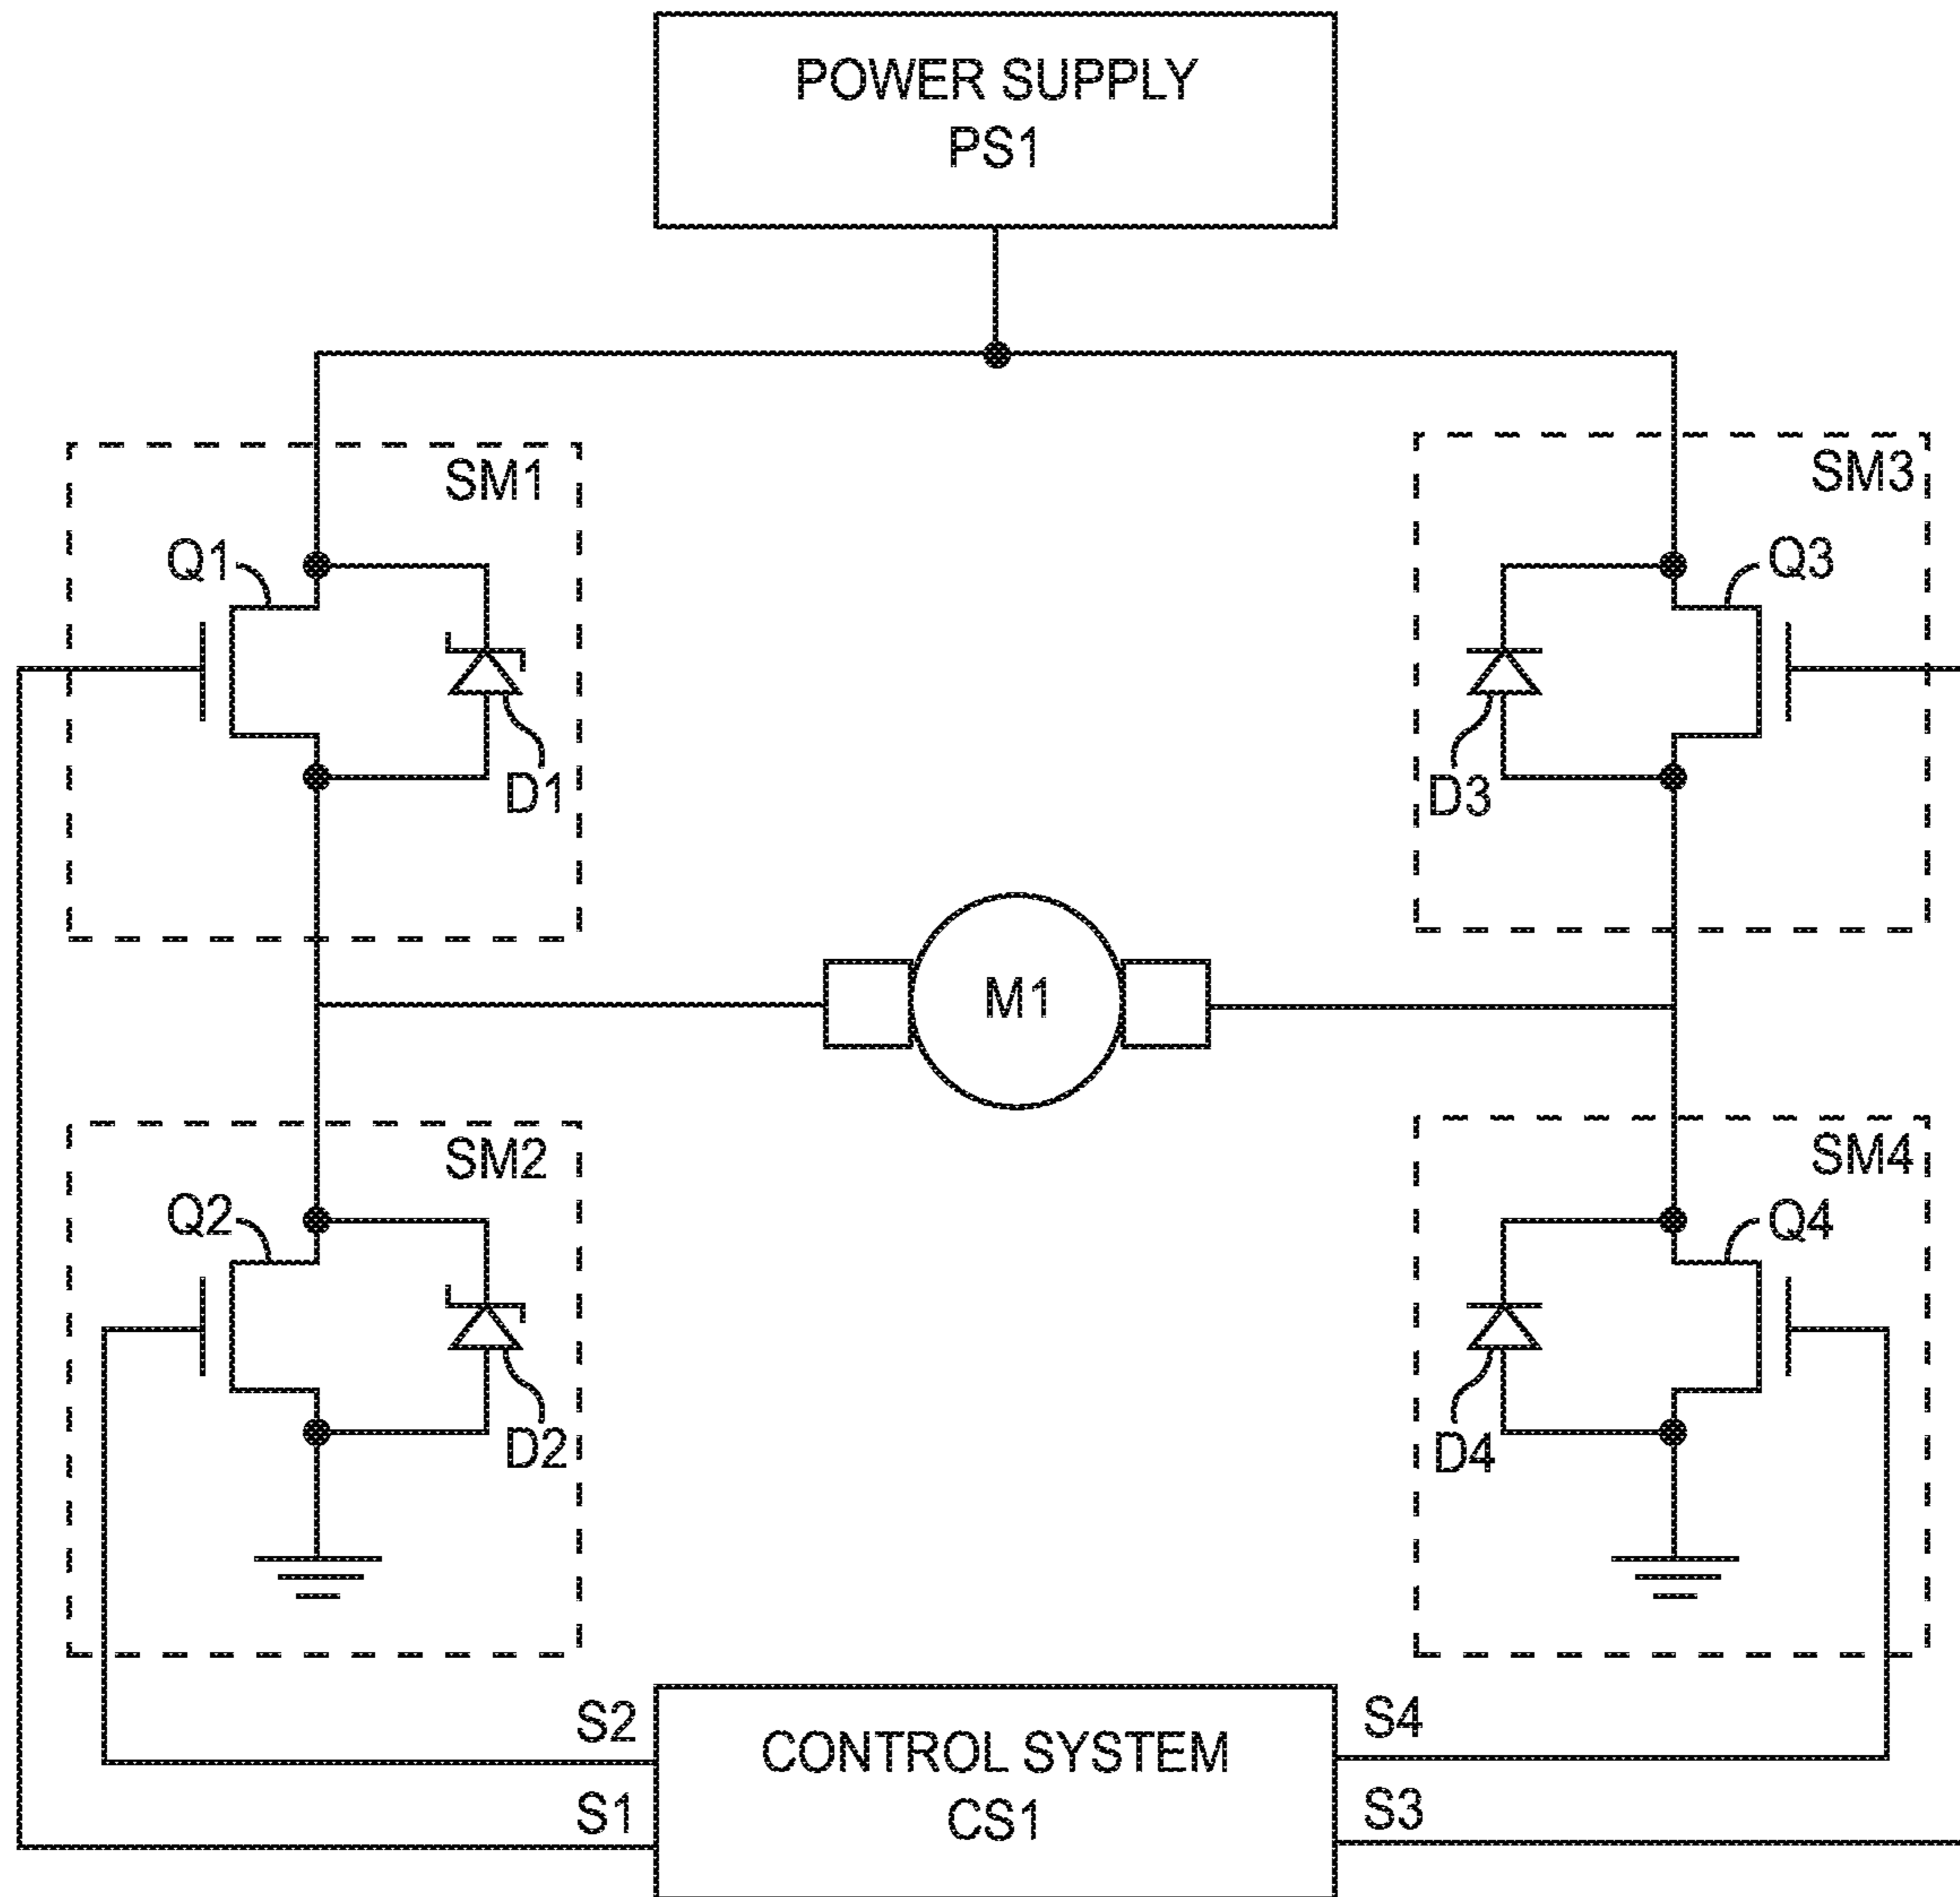 POWER SUPPLY
PS1
SM1
SM3
Q1
Q3
D1
D3
M1
SM2
SM4
Q2
Q4
D2
D4
S2
S4
CONTROL SYSTEM
CS1
S1
S3